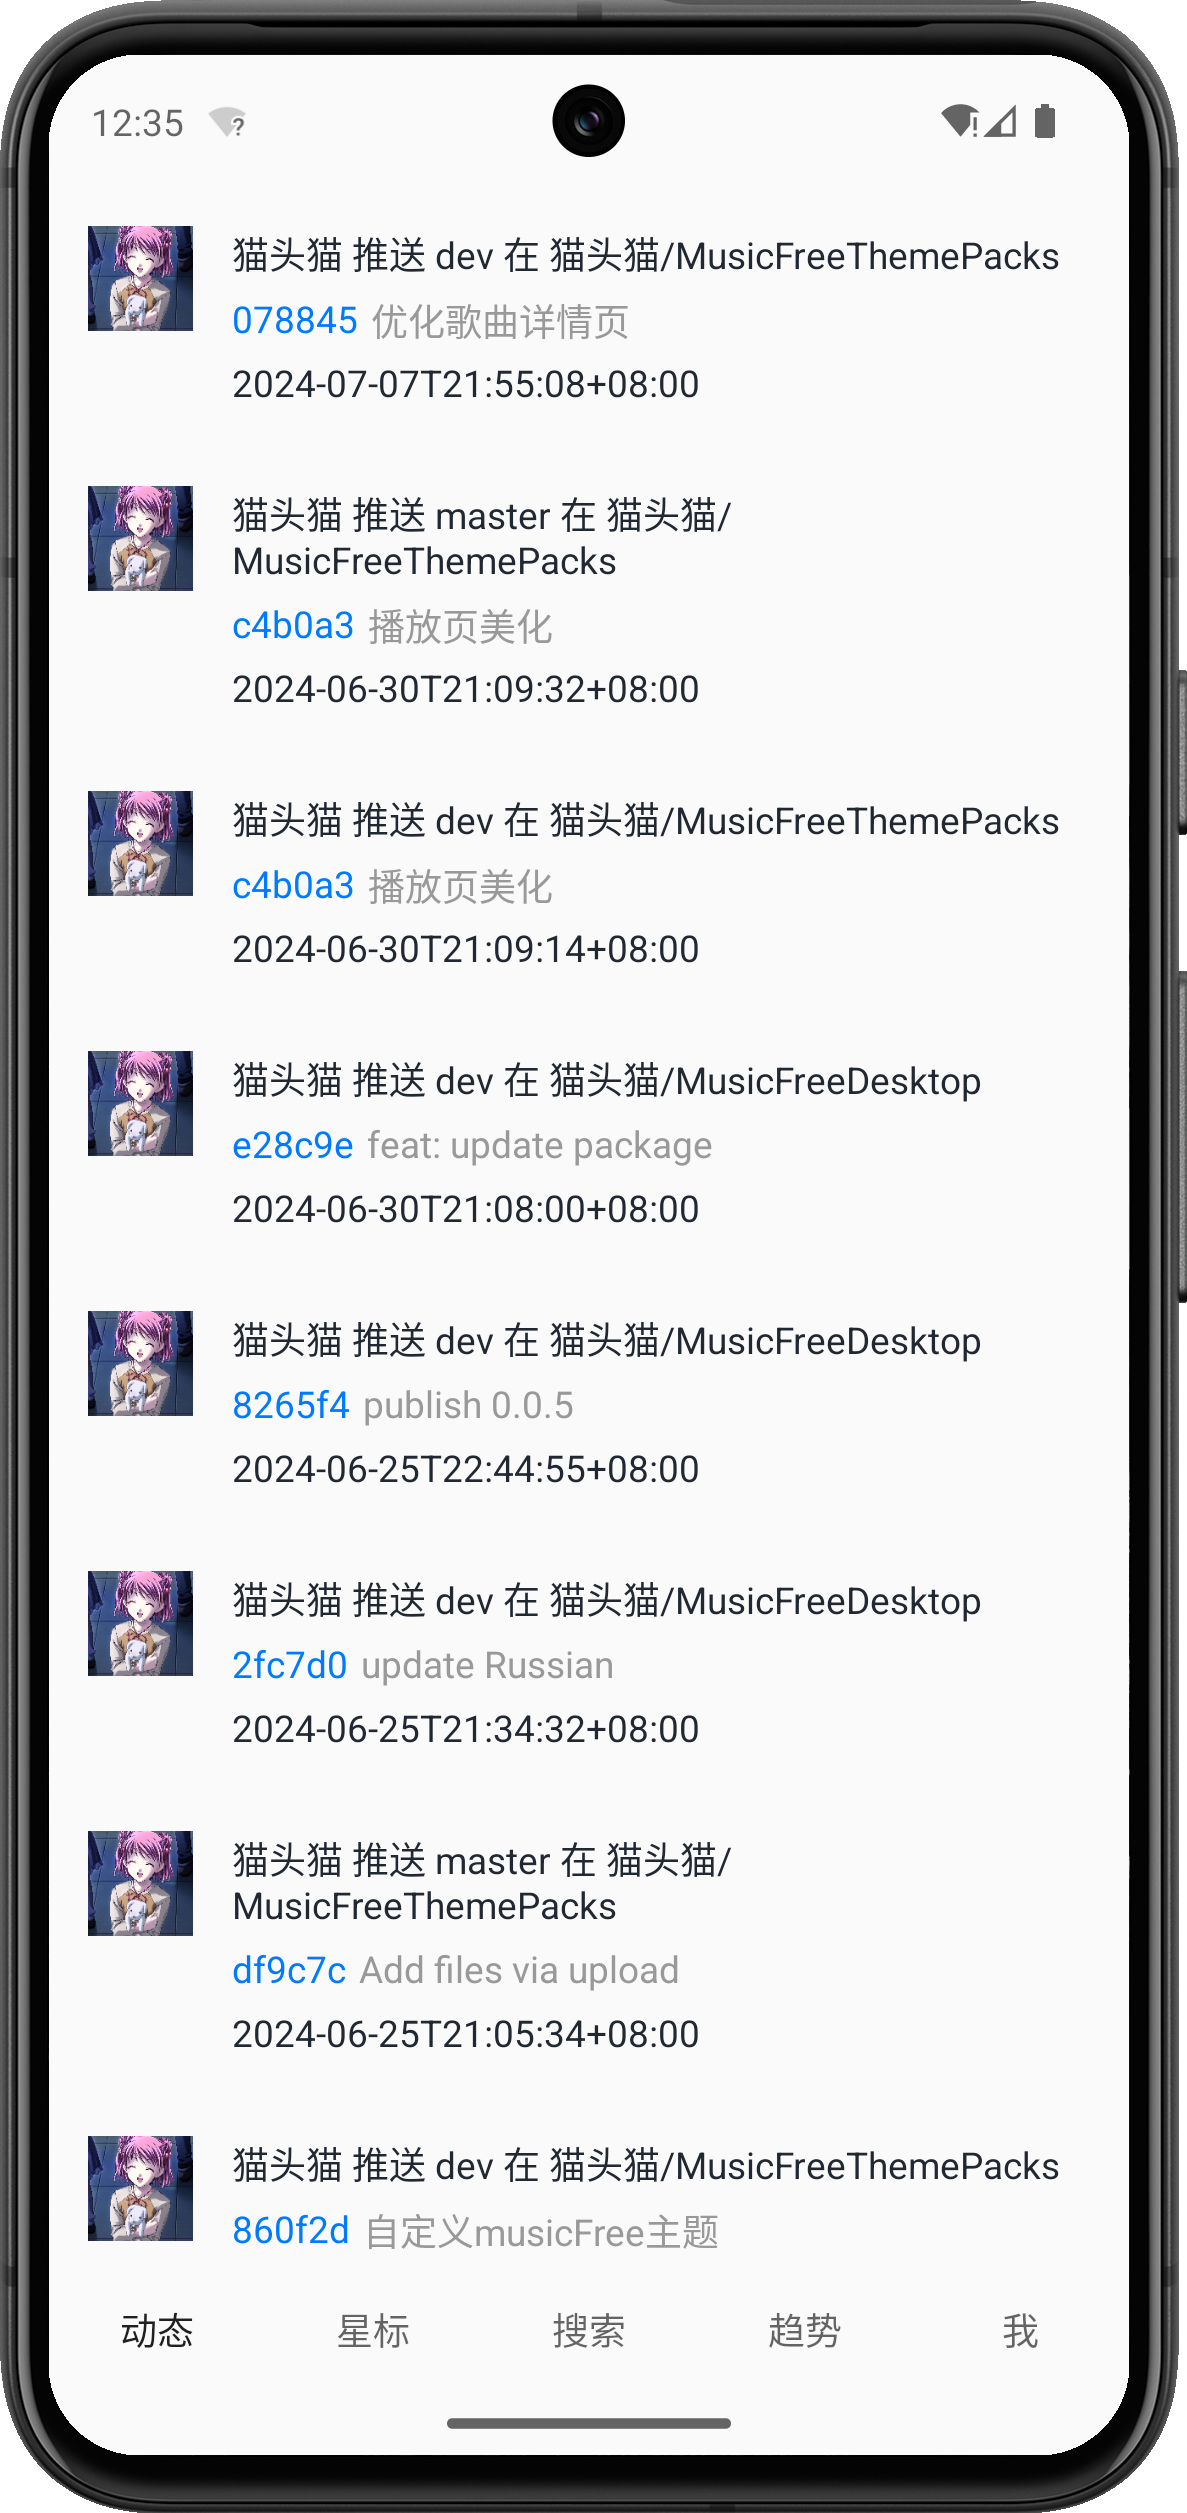 12:35
猫头猫 推送 dev 在 猫头猫/MusicFreeThemePacks
078845 优化歌曲详情页
2024-07-07T21:55:08+08:00
猫头猫 推送 master 在 猫头猫/
MusicFreeThemePacks
c4b0a3 播放页美化
2024-06-30T21:09:32+08:00
猫头猫 推送 dev 在 猫头猫/MusicFreeThemePacks
c4b0a3 播放页美化
2024-06-30T21:09:14+08:00
猫头猫 推送 dev 在 猫头猫/MusicFreeDesktop
e28c9e feat: update package
2024-06-30T21:08:00+08:00
猫头猫 推送 dev 在 猫头猫/MusicFreeDesktop
8265f4 publish 0.0.5
2024-06-25T22:44:55+08:00
猫头猫 推送 dev 在 猫头猫/MusicFreeDesktop
2fc7d0 update Russian
2024-06-25T21:34:32+08:00
猫头猫 推送 master 在 猫头猫/
MusicFreeThemePacks
df9c7c Add files via upload
2024-06-25T21:05:34+08:00
猫头猫 推送 dev 在 猫头猫/MusicFreeThemePacks
860f2d 自定义musicFree主题
动态 星标 搜索 趋势 我